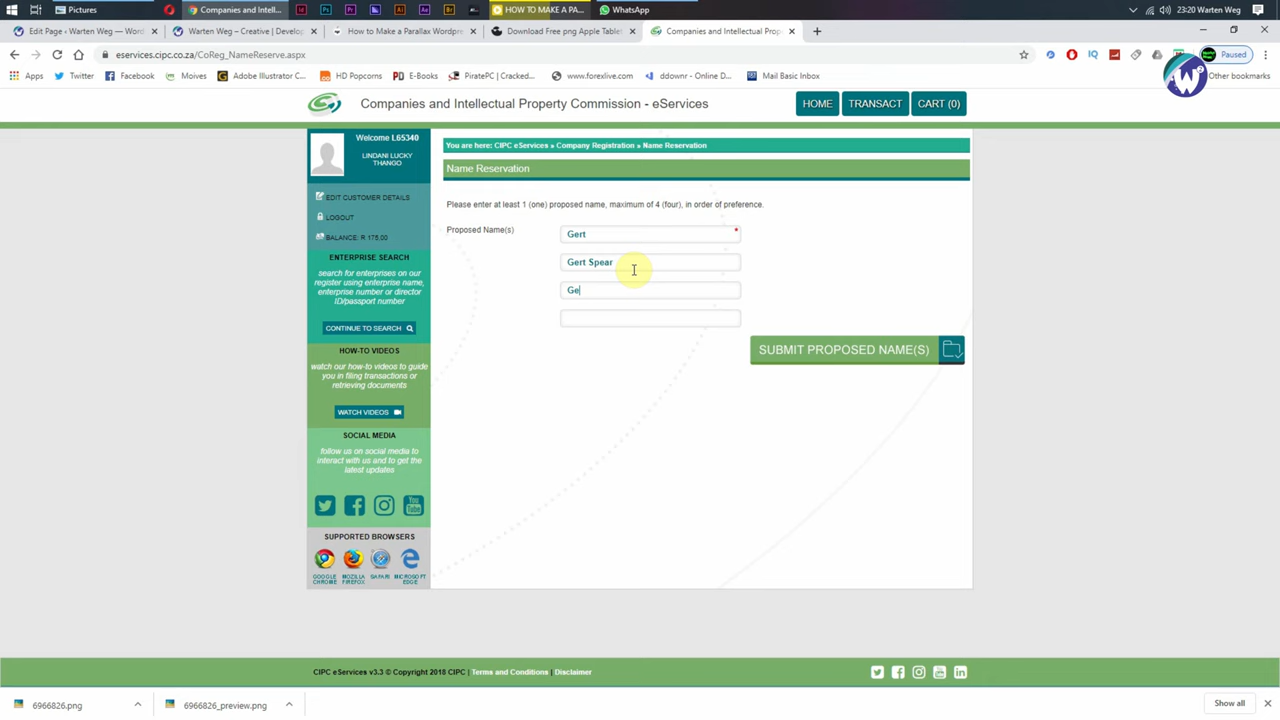 Pictures
Companies and Intell...
HOW TO MAKE A PA...
WhatsApp
23:20 Warten Weg
Edit Page ‹ Warten Weg — Word
Warten Weg – Creative | Develop
How to Make a Parallax Wordpre
Download Free png Apple Tablet
Companies and Intellectual Prop
eservices.cipc.co.za/CoReg_NameReserve.aspx
Paused
Apps
Twitter
Facebook
Moives
Adobe Illustrator C...
HD Popcorns
E-Books
PiratePC | Cracked...
www.forexlive.com
ddownr - Online D...
Mail Basic Inbox
Other bookmarks
Companies and Intellectual Property Commission - eServices
HOME
TRANSACT
CART (0)
Welcome L65340
LINDANI LUCKY
THANGO
EDIT CUSTOMER DETAILS
LOGOUT
BALANCE: R 175.00
ENTERPRISE SEARCH
search for enterprises on our
register using enterprise name,
enterprise number or director
ID/passport number
CONTINUE TO SEARCH
HOW-TO VIDEOS
watch our how-to videos to guide
you in filing transactions or
retrieving documents
WATCH VIDEOS
SOCIAL MEDIA
follow us on social media to
interact with us and to get the
latest updates
SUPPORTED BROWSERS
GOOGLE CHROME
MOZILLA FIREFOX
SAFARI
MICROSOFT EDGE
You are here: CIPC eServices » Company Registration » Name Reservation
Name Reservation
Please enter at least 1 (one) proposed name, maximum of 4 (four), in order of preference.
Proposed Name(s)
Gert
*
Gert Spear
Ge
SUBMIT PROPOSED NAME(S)
CIPC eServices v3.3 © Copyright 2018 CIPC | Terms and Conditions | Disclaimer
6966826.png
6966826_preview.png
Show all